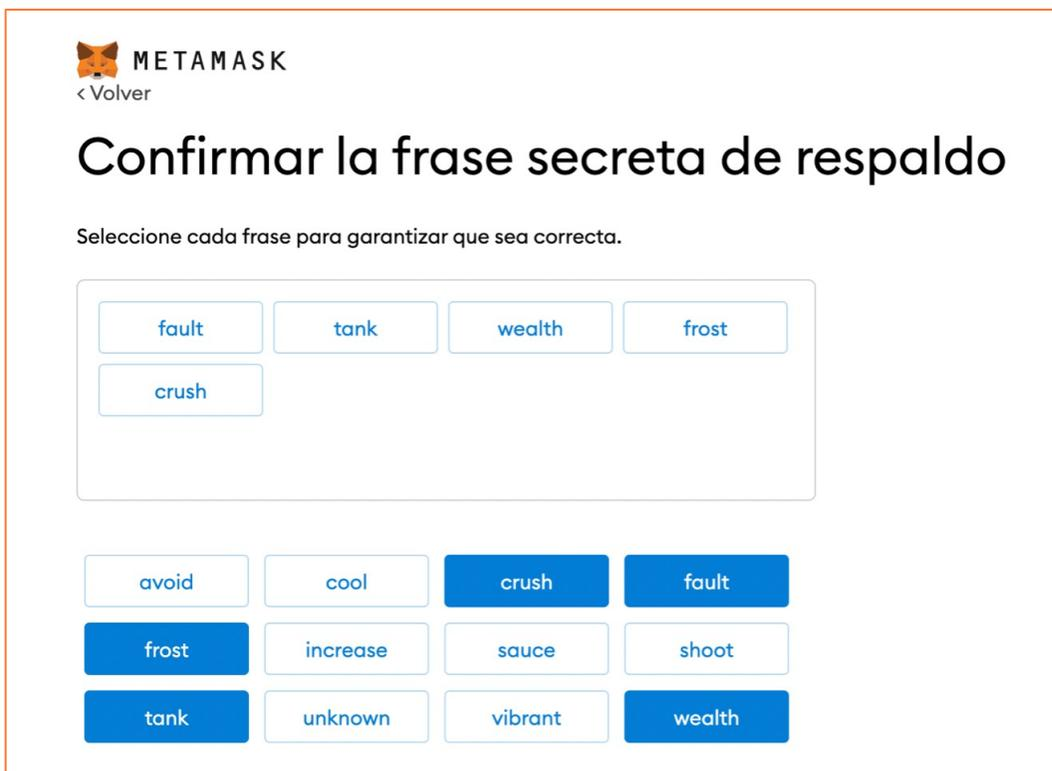 METAMASK
< Volver
Confirmar la frase secreta de respaldo
Seleccione cada frase para garantizar que sea correcta.
fault tank wealth frost
crush
avoid cool crush fault
frost increase sauce shoot
tank unknown vibrant wealth